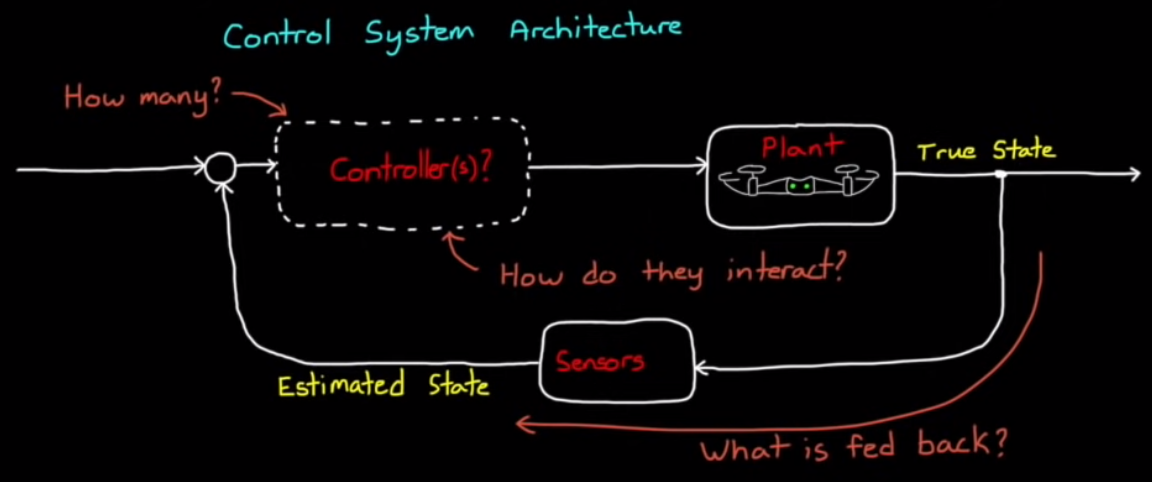 Control System Architecture
How many?
Controller(s)?
Plant
True State
How do they interact?
Sensors
Estimated State
What is fed back?